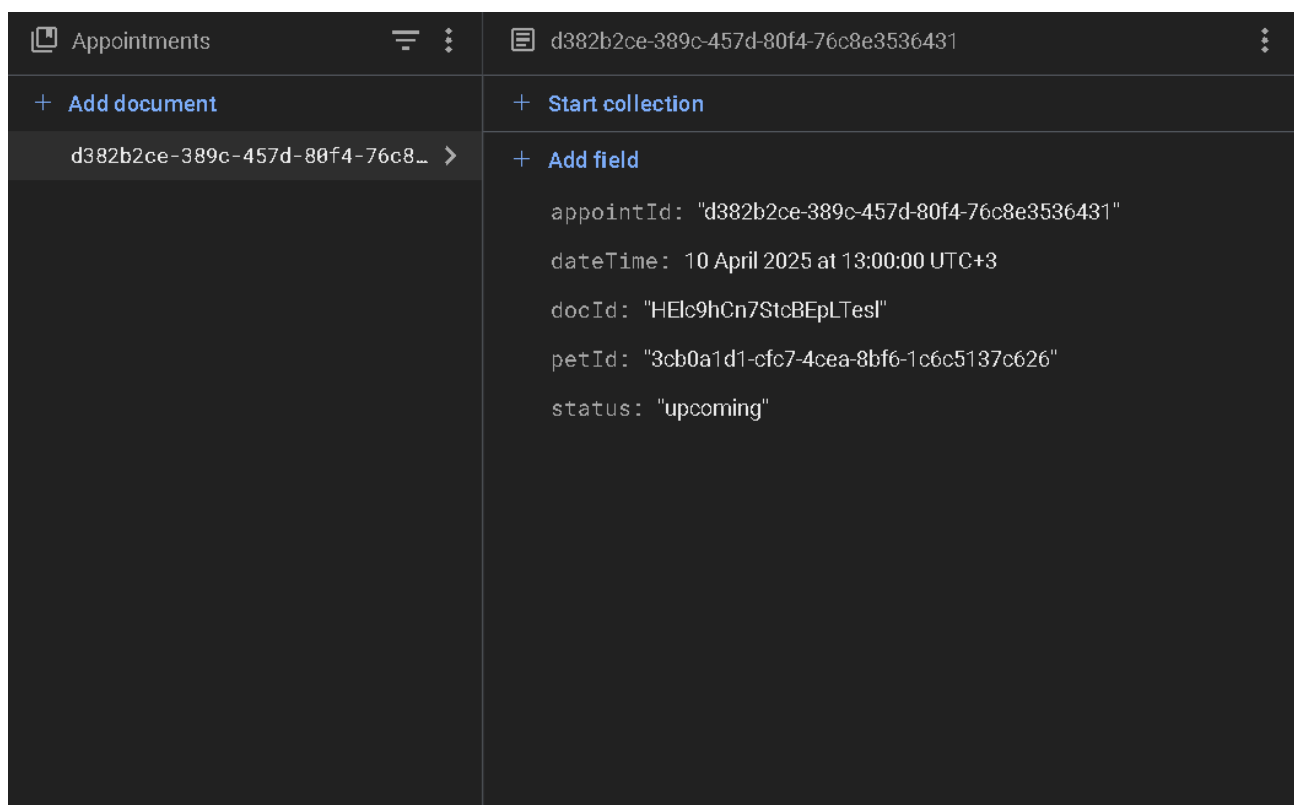 Appointments
d382b2ce-389c-457d-80f4-76c8e3536431
+ Add document
+ Start collection
d382b2ce-389c-457d-80f4-76c8…
+ Add field
appointId: "d382b2ce-389c-457d-80f4-76c8e3536431"
dateTime: 10 April 2025 at 13:00:00 UTC+3
docId: "HElc9hCn7StcBEpLTesl"
petId: "3cb0a1d1-cfc7-4cea-8bf6-1c6c5137c626"
status: "upcoming"